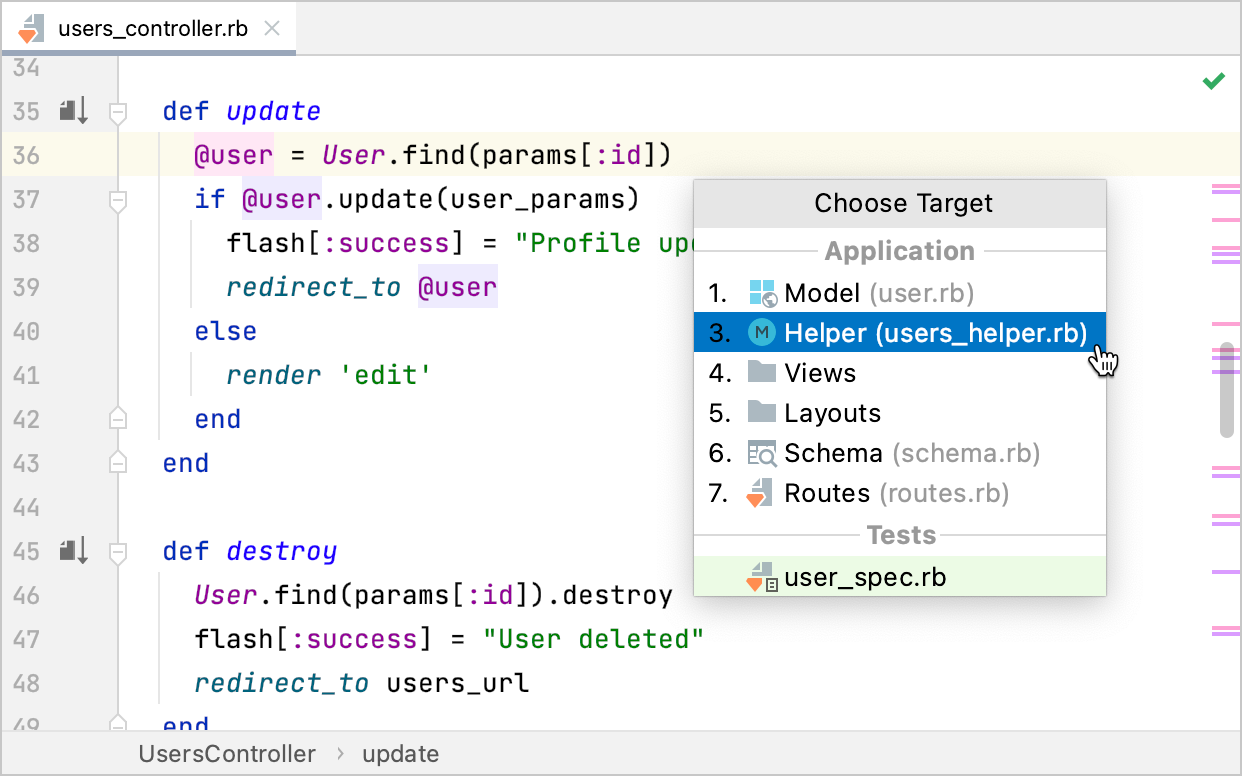 users_controller.rb
34
35 def update
36 @user = User.find(params[:id])
37 if @user.update(user_params)
38 flash[:success] = "Profile up
39 redirect_to @user
40 else
41 render 'edit'
42 end
43 end
44
45 def destroy
46 User.find(params[:id]).destroy
47 flash[:success] = "User deleted"
48 redirect_to users_url
49 end
Choose Target
Application
1. Model (user.rb)
3. M Helper (users_helper.rb)
4. Views
5. Layouts
6. Schema (schema.rb)
7. Routes (routes.rb)
Tests
user_spec.rb
UsersController › update